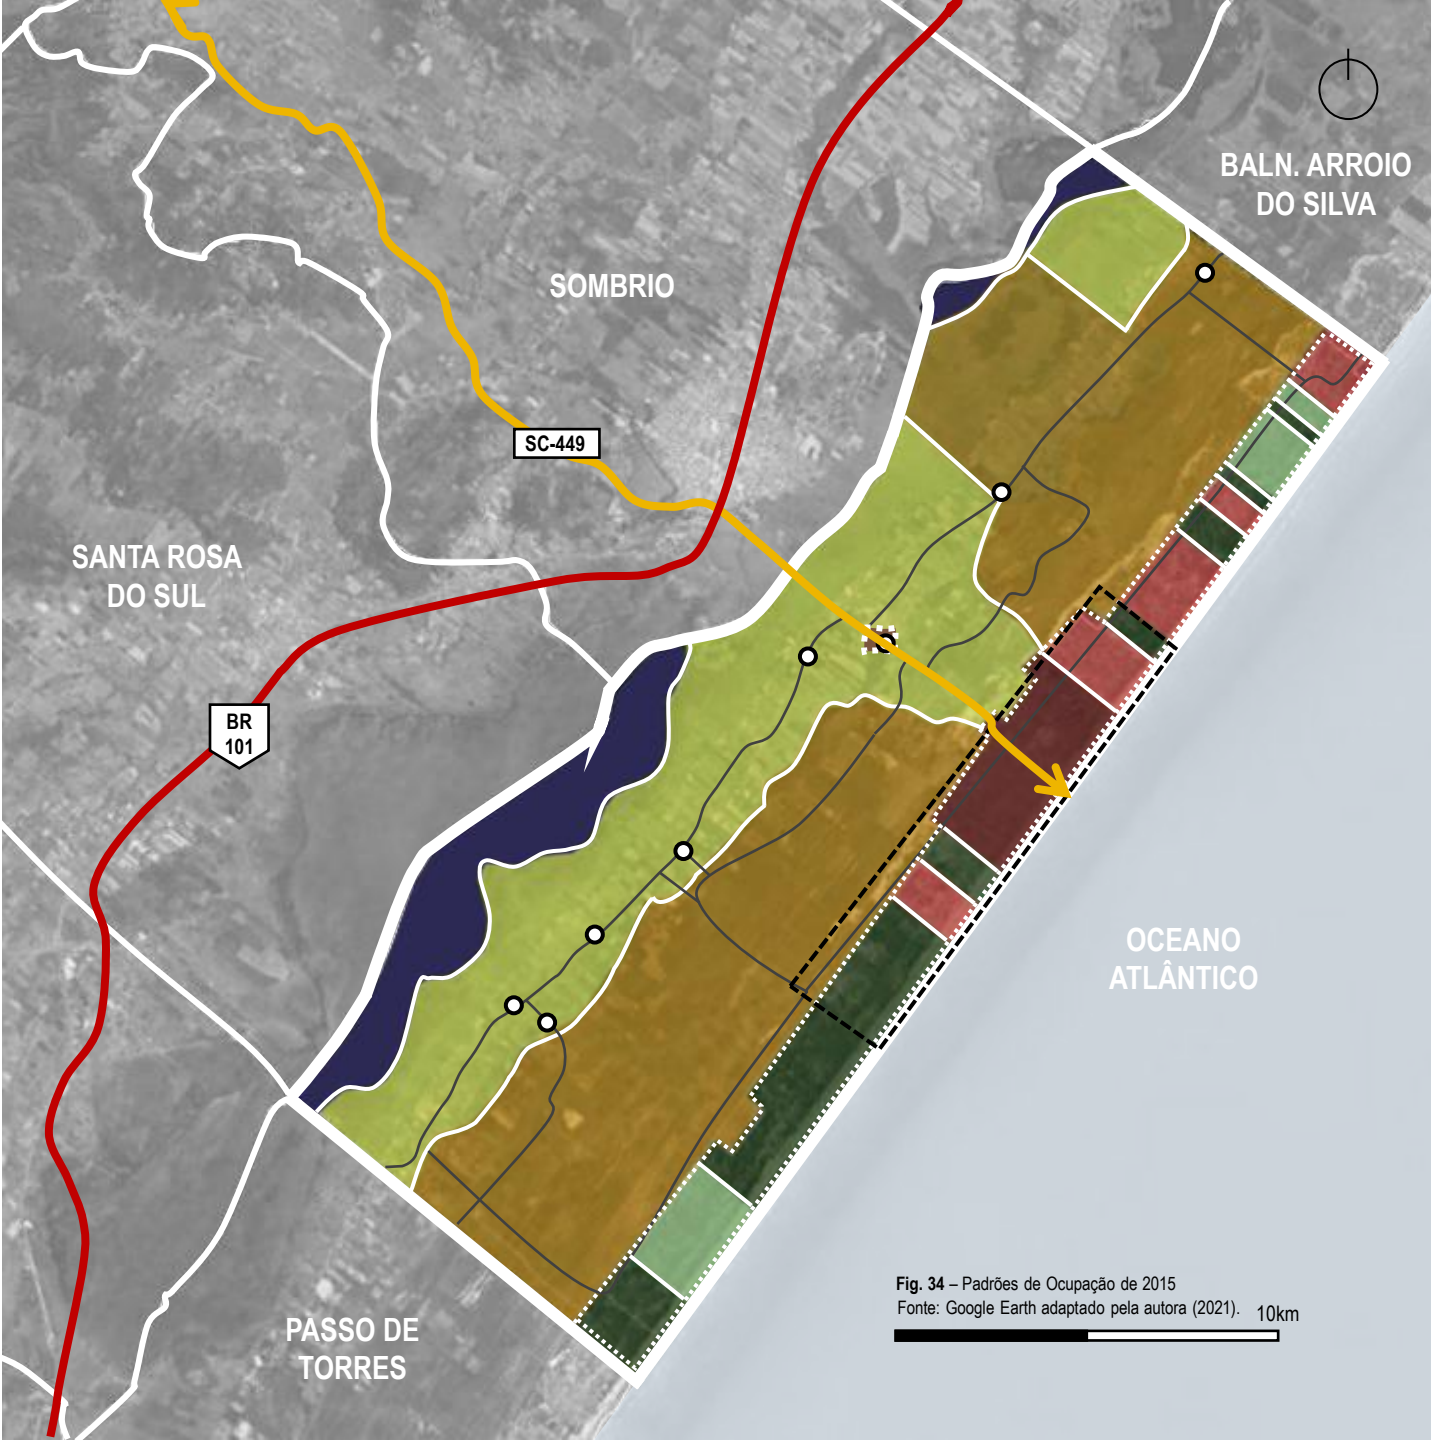 BALN. ARROIO
DO SILVA
SOMBRIO
SC-449
SANTA ROSA
DO SUL
BR
101
OCEANO
ATLÂNTICO
Fig. 34 – Padrões de Ocupação de 2015
Fonte: Google Earth adaptado pela autora (2021).
10km
PASSO DE
TORRES